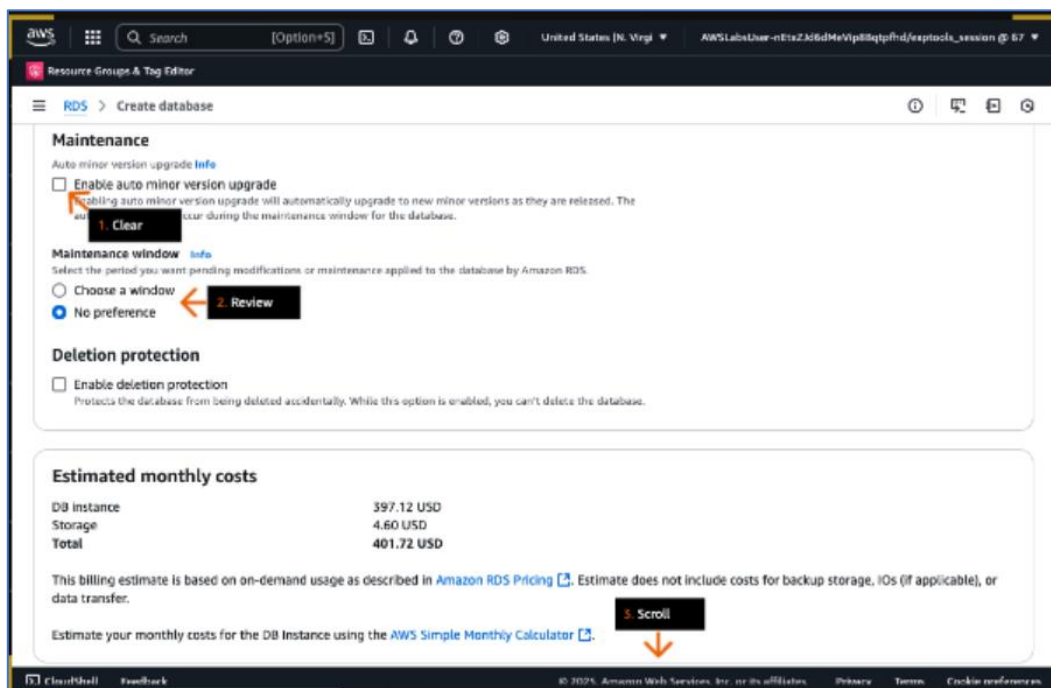 aws Search [Option+S] United States (N. Virgi AWSLabsUser-
Resource Groups & Tag Editor
RDS > Create database
Maintenance
Auto minor version upgrade Info
Enable auto minor version upgrade
Enabling auto minor version upgrade will automatically upgrade to new minor versions as they are released. The
occur during the maintenance window for the database.
1. Clear
Maintenance window Info
Select the period you want pending modifications or maintenance applied to the database by Amazon RDS.
Choose a window
2. Review
No preference
Deletion protection
Enable deletion protection
Protects the database from being deleted accidentally. While this option is enabled, you can't delete the database.
Estimated monthly costs
DB instance 397.12 USD
Storage 4.60 USD
Total 401.72 USD
This billing estimate is based on on-demand usage as described in Amazon RDS Pricing. Estimate does not include costs for backup storage, IOs (if applicable), or
data transfer.
Scroll
Estimate your monthly costs for the DB Instance using the AWS Simple Monthly Calculator.
CloudShell Feedback © 2025, Amazon Web Services, Inc. or its affiliates. Privacy Terms Cookie preferences